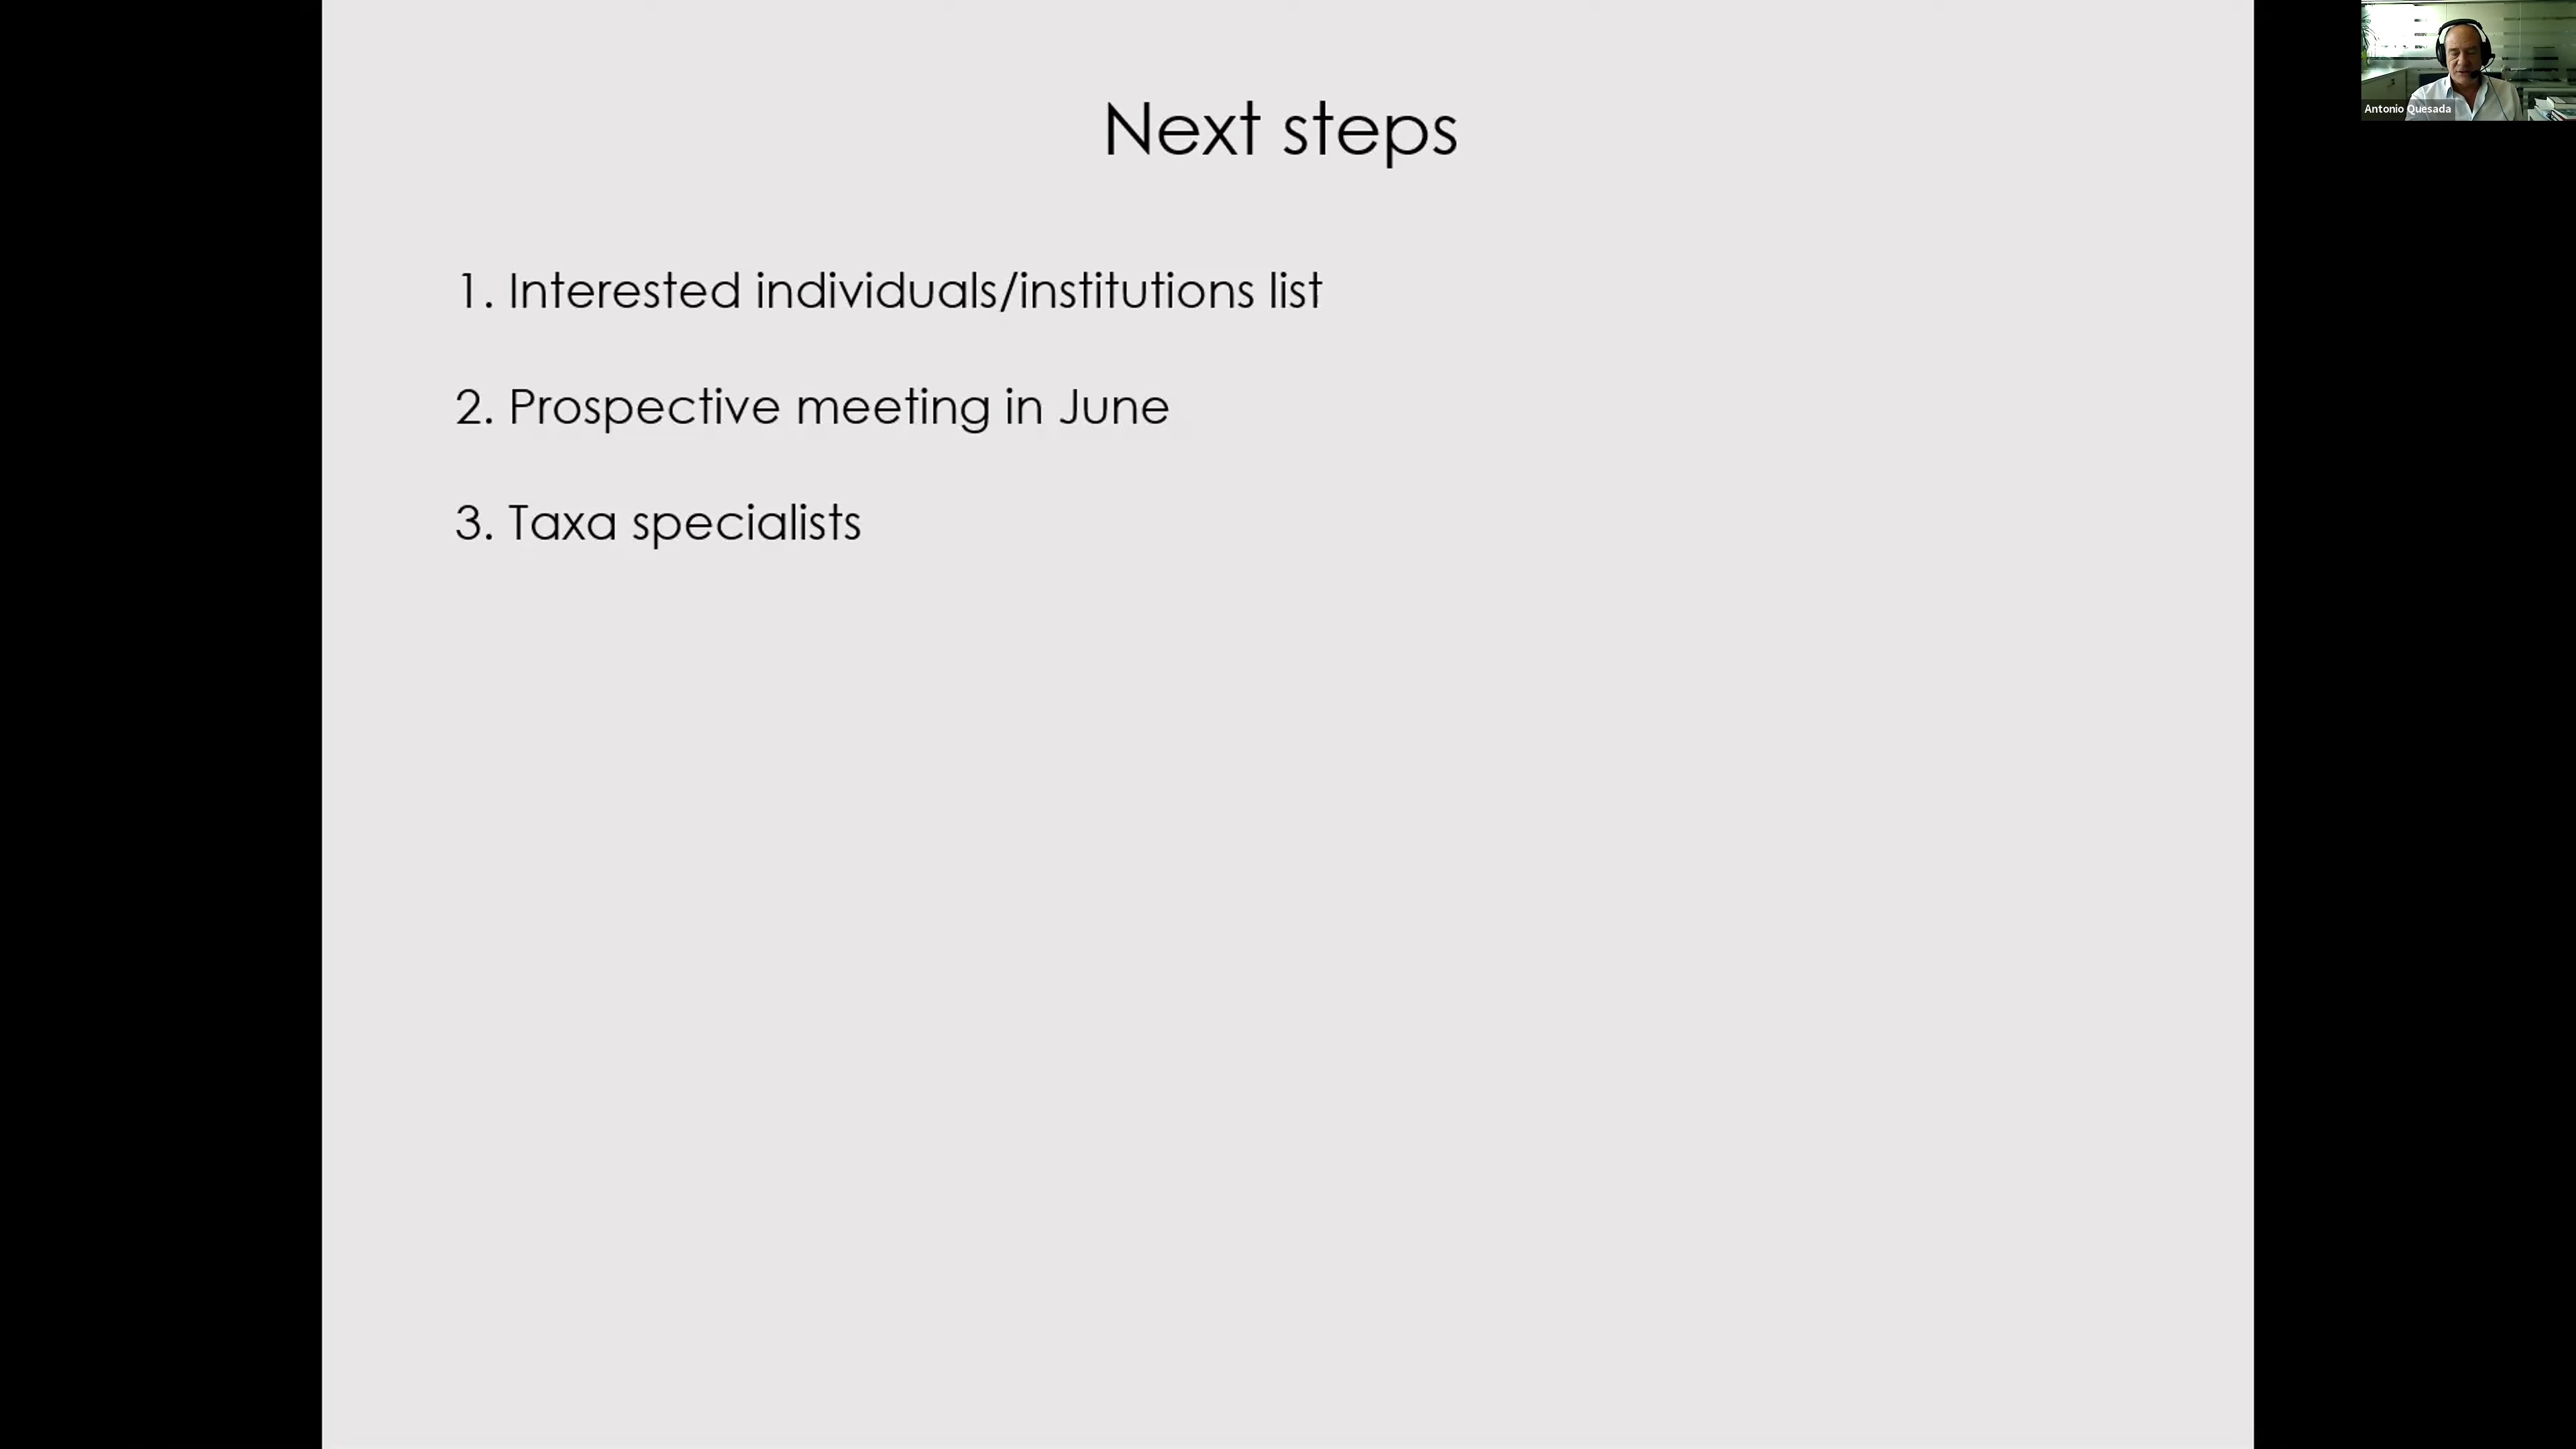 Next steps
1. Interested individuals/institutions list
2. Prospective meeting in June
3. Taxa specialists
Antonio Quesada